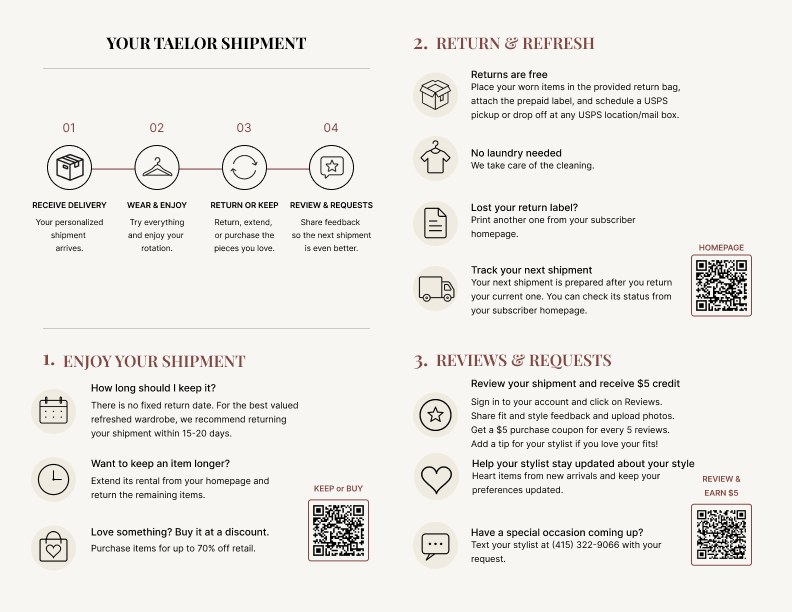 YOUR TAELOR SHIPMENT
01
02
03
04
RECEIVE DELIVERY
WEAR & ENJOY
RETURN OR KEEP
REVIEW & REQUESTS
Your personalized
shipment
arrives.
Try everything
and enjoy your
rotation.
Return, extend,
or purchase the
pieces you love.
Share feedback
so the next shipment
is even better.
1. ENJOY YOUR SHIPMENT
How long should I keep it?
There is no fixed return date. For the best valued
refreshed wardrobe, we recommend returning
your shipment within 15-20 days.
Want to keep an item longer?
Extend its rental from your homepage and
return the remaining items.
Love something? Buy it at a discount.
Purchase items for up to 70% off retail.
KEEP or BUY
2. RETURN & REFRESH
Returns are free
Place your worn items in the provided return bag,
attach the prepaid label, and schedule a USPS
pickup or drop off at any USPS location/mail box.
No laundry needed
We take care of the cleaning.
Lost your return label?
Print another one from your subscriber
homepage.
Track your next shipment
Your next shipment is prepared after you return
your current one. You can check its status from
your subscriber homepage.
HOMEPAGE
3. REVIEWS & REQUESTS
Review your shipment and receive $5 credit
Sign in to your account and click on Reviews.
Share fit and style feedback and upload photos.
Get a $5 purchase coupon for every 5 reviews.
Add a tip for your stylist if you love your fits!
Help your stylist stay updated about your style
Heart items from new arrivals and keep your
preferences updated.
Have a special occasion coming up?
Text your stylist at (415) 322-9066 with your
request.
REVIEW &
EARN $5